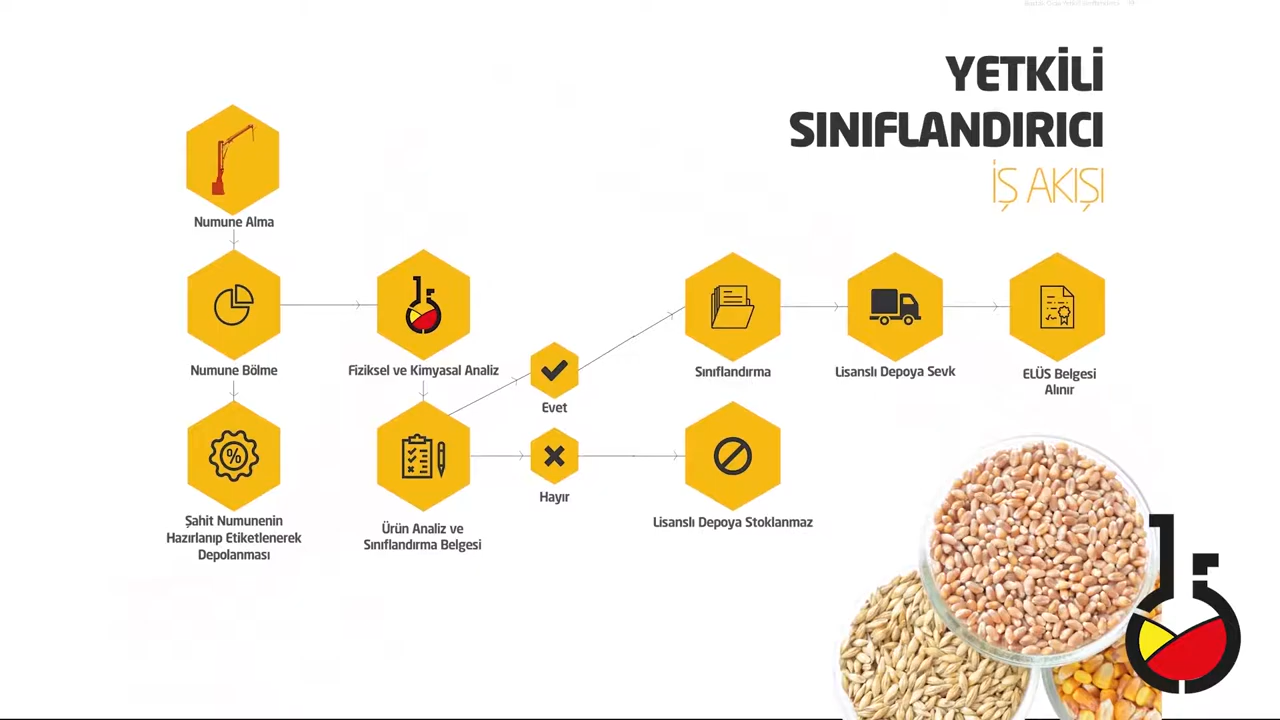 YETKİLİ
SINIFLANDIRICI
İŞ AKIŞI
Numune Alma
Numune Bölme
Fiziksel ve Kimyasal Analiz
Evet
Sınıflandırma
Lisanslı Depoya Sevk
ELÜS Belgesi
Alınır
%
Hayır
Şahit Numunenin
Hazırlanıp Etiketlenerek
Depolanması
Ürün Analiz ve
Sınıflandırma Belgesi
Lisanslı Depoya Stoklanmaz